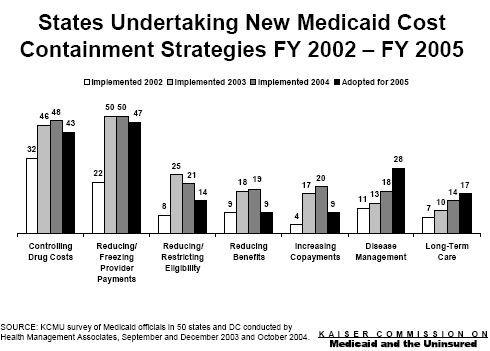 States Undertaking New Medicaid Cost
Containment Strategies FY 2002 – FY 2005
Implemented 2002 Implemented 2003 Implemented 2004 Adopted for 2005
32 46 48 43
22 50 50 47
8 25 21 14
9 18 19 9
4 17 20 9
11 13 18 28
7 10 14 17
Controlling
Drug Costs
Reducing/
Freezing
Provider
Payments
Reducing/
Restricting
Eligibility
Reducing
Benefits
Increasing
Copayments
Disease
Management
Long-Term
Care
SOURCE: KCMU survey of Medicaid officials in 50 states and DC conducted by
Health Management Associates, September and December 2003 and October 2004.
KAISER COMMISSION ON
Medicaid and the Uninsured